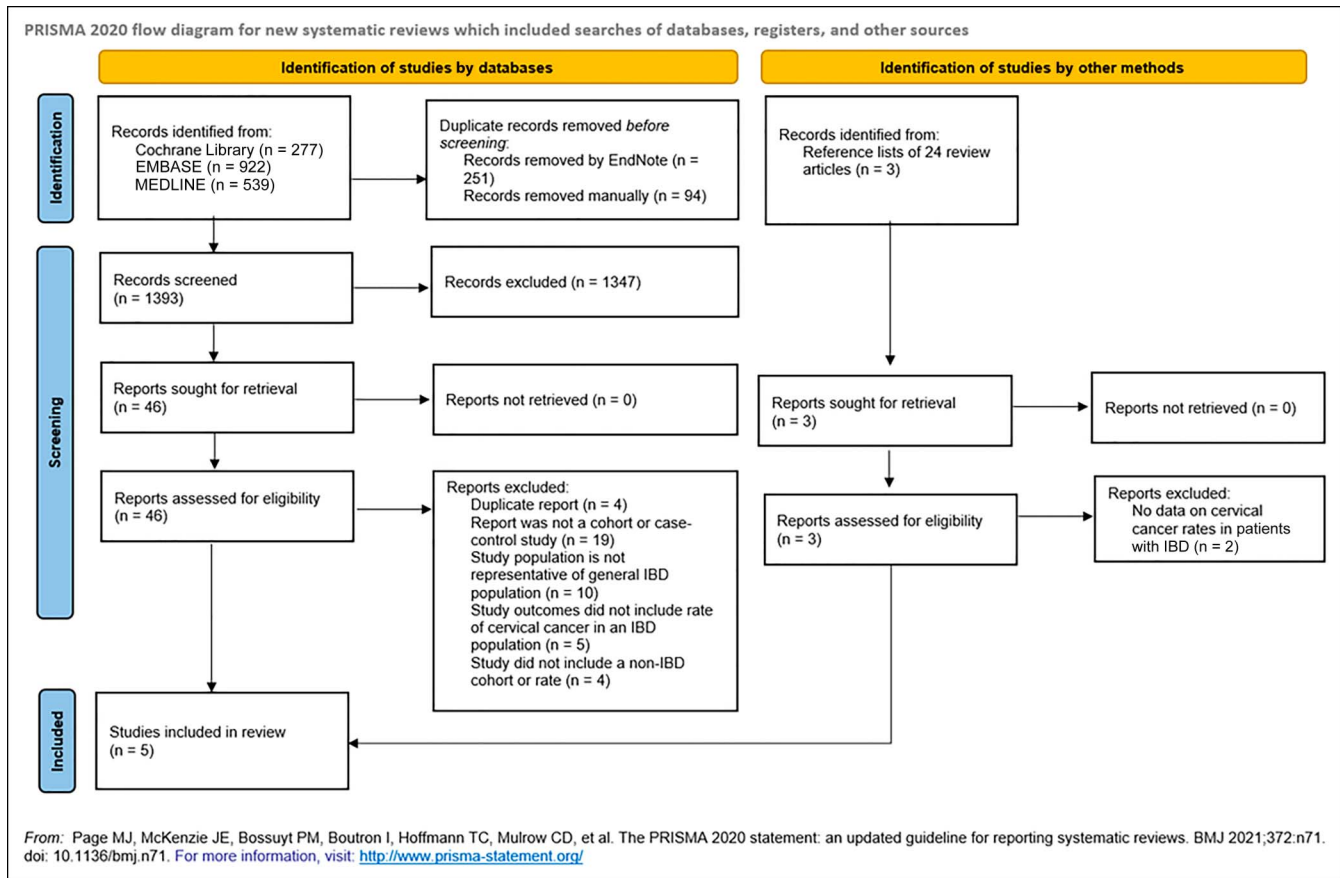 PRISMA 2020 flow diagram for new systematic reviews which included searches of databases, registers, and other sources
Identification of studies by databases
Identification of studies by other methods
Identification
Records identified from:
Cochrane Library (n = 277)
EMBASE (n = 922)
MEDLINE (n = 539)
Duplicate records removed before
screening:
Records removed by EndNote (n =
251)
Records removed manually (n = 94)
Records identified from:
Reference lists of 24 review
articles (n = 3)
Screening
Records screened
(n = 1393)
Records excluded (n = 1347)
Reports sought for retrieval
(n = 46)
Reports not retrieved (n = 0)
Reports sought for retrieval
(n = 3)
Reports not retrieved (n = 0)
Reports assessed for eligibility
(n = 46)
Reports excluded:
Duplicate report (n = 4)
Report was not a cohort or case-
control study (n = 19)
Study population is not
representative of general IBD
population (n = 10)
Study outcomes did not include rate
of cervical cancer in an IBD
population (n = 5)
Study did not include a non-IBD
cohort or rate (n = 4)
Reports assessed for eligibility
(n = 3)
Reports excluded:
No data on cervical
cancer rates in patients
with IBD (n = 2)
Included
Studies included in review
(n = 5)
From: Page MJ, McKenzie JE, Bossuyt PM, Boutron I, Hoffmann TC, Mulrow CD, et al. The PRISMA 2020 statement: an updated guideline for reporting systematic reviews. BMJ 2021;372:n71.
doi: 10.1136/bmj.n71. For more information, visit: http://www.prisma-statement.org/